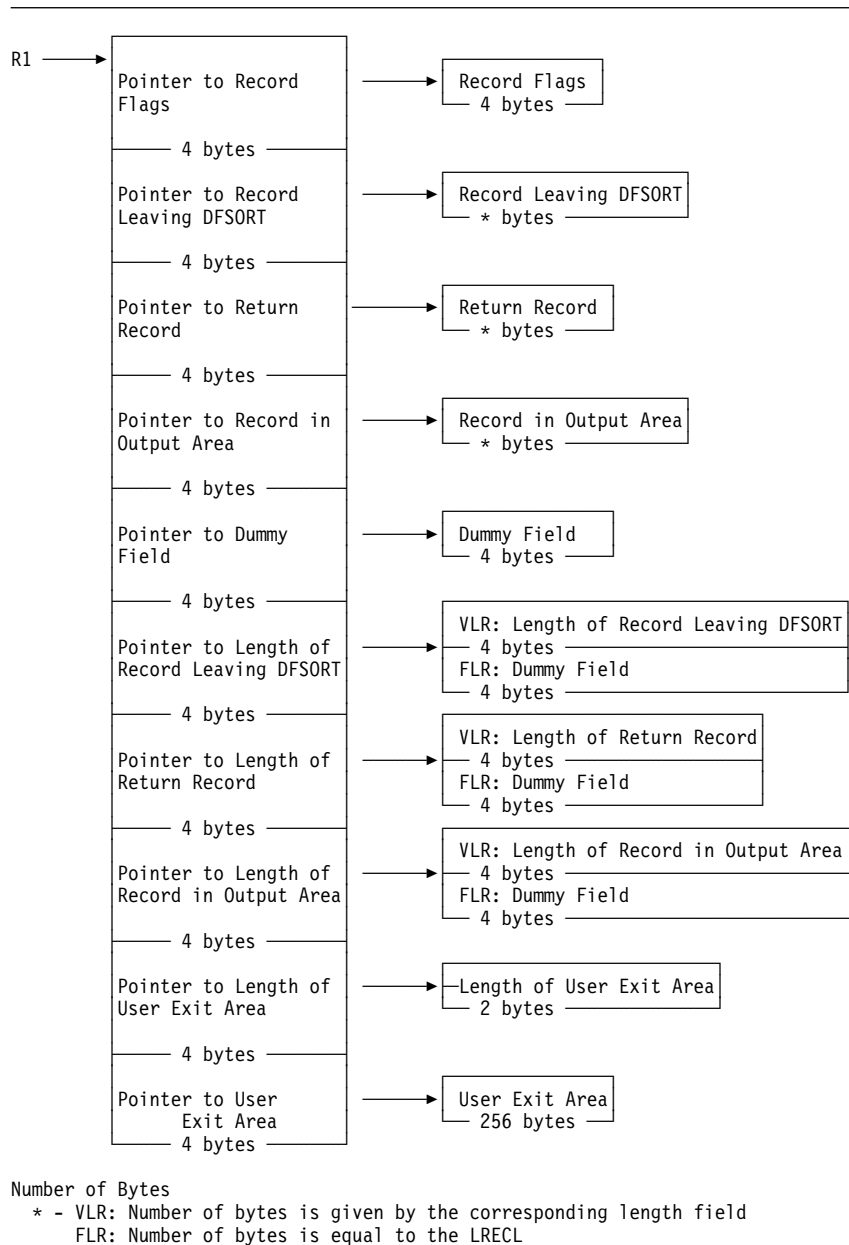 R1
Pointer to Record
Flags
4 bytes
Record Flags
4 bytes
Pointer to Record
Leaving DFSORT
4 bytes
Record Leaving DFSORT
* bytes
Pointer to Return
Record
4 bytes
Return Record
* bytes
Pointer to Record in
Output Area
4 bytes
Record in Output Area
* bytes
Pointer to Dummy
Field
4 bytes
Dummy Field
4 bytes
Pointer to Length of
Record Leaving DFSORT
4 bytes
VLR: Length of Record Leaving DFSORT
4 bytes
FLR: Dummy Field
4 bytes
Pointer to Length of
Return Record
4 bytes
VLR: Length of Return Record
4 bytes
FLR: Dummy Field
4 bytes
Pointer to Length of
Record in Output Area
4 bytes
VLR: Length of Record in Output Area
4 bytes
FLR: Dummy Field
4 bytes
Pointer to Length of
User Exit Area
4 bytes
Length of User Exit Area
2 bytes
Pointer to User
Exit Area
4 bytes
User Exit Area
256 bytes
Number of Bytes
* - VLR: Number of bytes is given by the corresponding length field
FLR: Number of bytes is equal to the LRECL